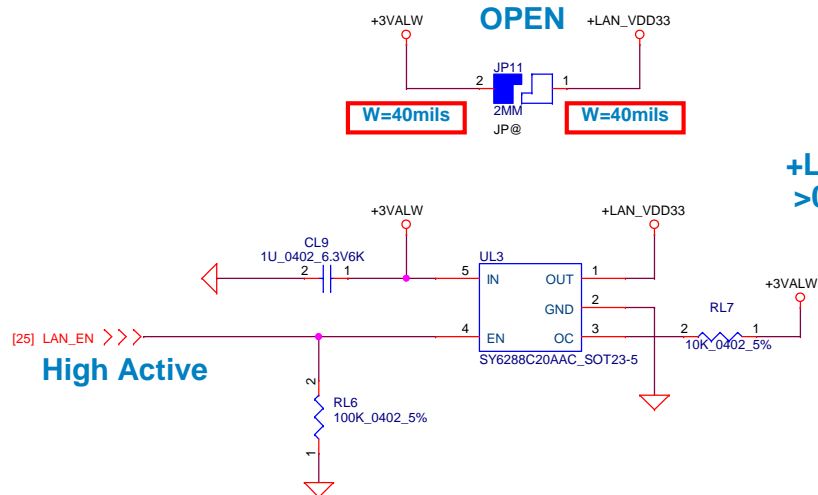 OPEN
+3VALW
+LAN_VDD33
JP11
2
1
2MM
JP@
W=40mils
W=40mils
+L
>0
+3VALW
+LAN_VDD33
CL9
1U_0402_6.3V6K
2
1
UL3
5
IN
OUT
1
GND
2
+3VALW
RL7
[25] LAN_EN
4
EN
OC
3
2
1
10K_0402_5%
SY6288C20AAC_SOT23-5
High Active
2
RL6
100K_0402_5%
1